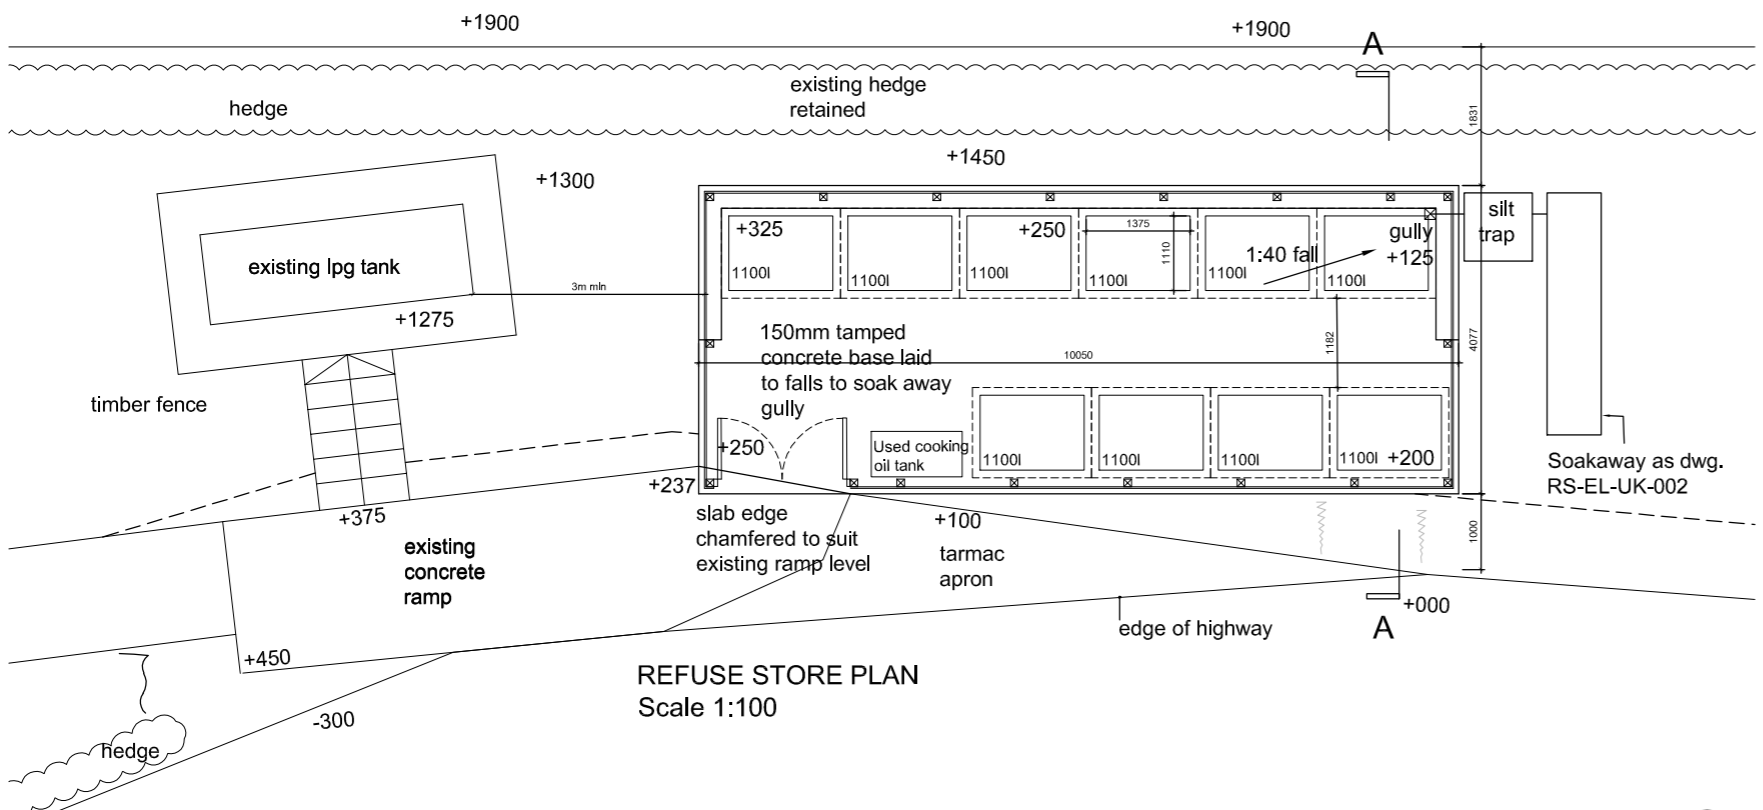 +1900
+1900
A
hedge
existing hedge
retained
1831
+1450
+1300
existing lpg tank
+1275
3m min
+325
1100l
1100l
+250
1100l
1375
1110
1100l
1:40 fall
1100l
gully
+125
1100l
silt
trap
150mm tamped
concrete base laid
to falls to soak away
gully
10050
1182
4077
timber fence
+250
Used cooking
oil tank
1100l
1100l
1100l
1100l
+200
Soakaway as dwg.
RS-EL-UK-002
+237
+375
slab edge
chamfered to suit
existing ramp level
+100
tarmac
apron
1000
existing
concrete
ramp
+000
A
edge of highway
+450
REFUSE STORE PLAN
Scale 1:100
-300
hedge